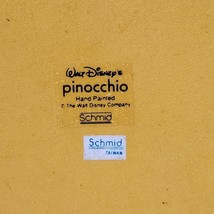 Walt Disney's
pinocchio
Hand Painted
© The Walt Disney Company
Schmid
Schmid
TAIWAN